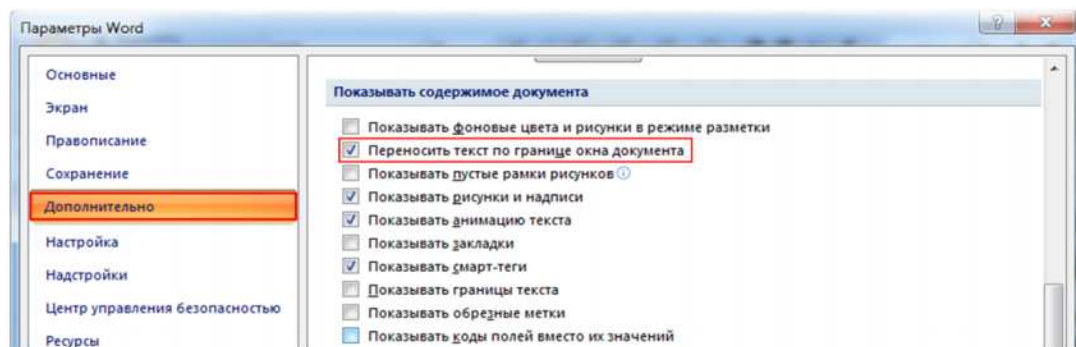 Параметры Word
Основные
Экран
Правописание
Сохранение
Дополнительно
Настройка
Надстройки
Центр управления безопасностью
Ресурсы
Показывать содержимое документа
Показывать фоновые цвета и рисунки в режиме разметки
Переносить текст по границе окна документа
Показывать пустые рамки рисунков
Показывать рисунки и надписи
Показывать анимацию текста
Показывать закладки
Показывать смарт-теги
Показывать границы текста
Показывать обрезные метки
Показывать коды полей вместо их значений